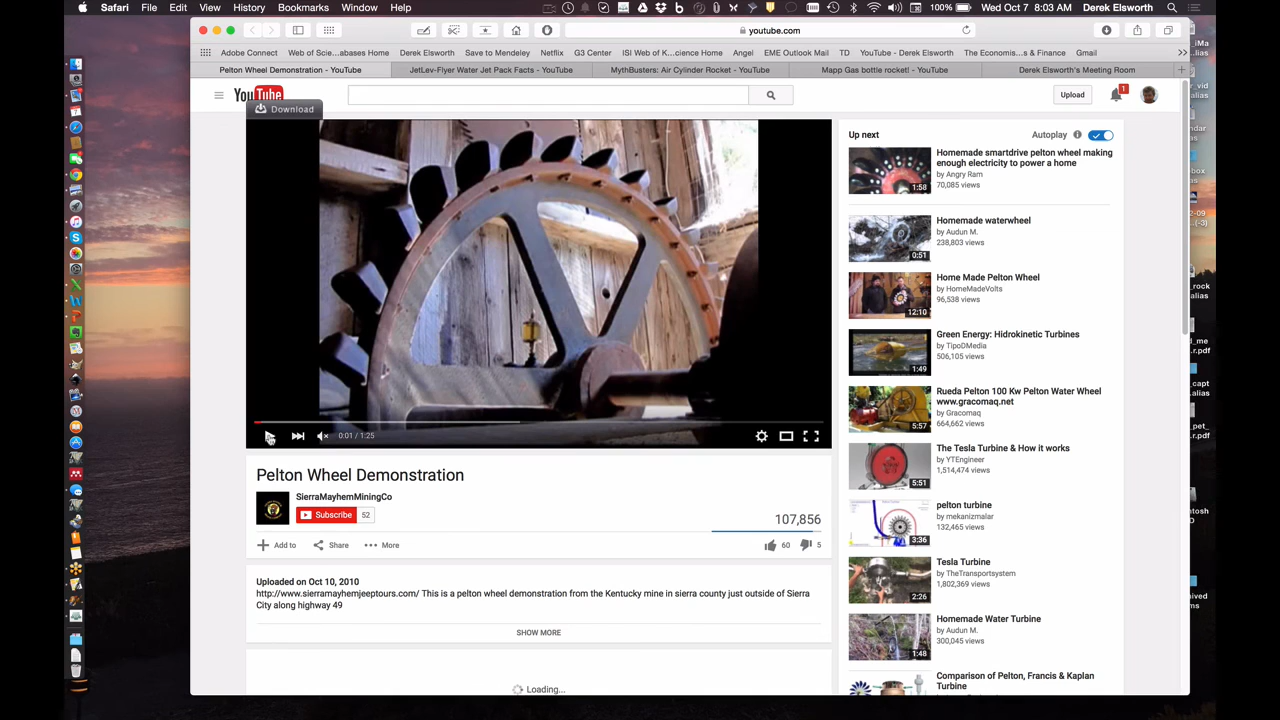 Safari File Edit View History Bookmarks Develop Window Help
100% Wed Oct 7 8:03 AM Derek Elsworth
youtube.com
Adobe Connect Web of Scie...abases Home Derek Elsworth Save to Mendeley Netflix G3 Center ISI Web of K...cience Home Angel EME Outlook Mail TD YouTube - Derek Elsworth The Economis...s & Finance Gmail
Pelton Wheel Demonstration - YouTube
JetLev-Flyer Water Jet Pack Facts - YouTube
MythBusters: Air Cylinder Rocket - YouTube
Mapp Gas bottle rocket! - YouTube
Derek Elsworth's Meeting Room
YouTube
Upload
1
Download
0:01 / 1:25
Pelton Wheel Demonstration
SierraMayhemMiningCo
Subscribe 52
107,856
Add to Share More
60 5
Uploaded on Oct 10, 2010
http://www.sierramayhemjeeptours.com/ This is a pelton wheel demonstration from the Kentucky mine in sierra county just outside of Sierra
City along highway 49
SHOW MORE
Loading...
Up next
Autoplay
Homemade smartdrive pelton wheel making
enough electricity to power a home
by Angry Ram
70,085 views
1:58
Homemade waterwheel
by Audun M.
238,803 views
0:51
Home Made Pelton Wheel
by HomeMadeVolts
96,538 views
12:10
Green Energy: Hidrokinetic Turbines
by TipoDMedia
506,105 views
1:49
Rueda Pelton 100 Kw Pelton Water Wheel
www.gracomaq.net
by Gracomaq
664,662 views
5:57
The Tesla Turbine & How it works
by YTEngineer
1,514,474 views
5:51
pelton turbine
by mekanizmalar
132,465 views
3:36
Tesla Turbine
by TheTransportsystem
1,802,369 views
2:26
Homemade Water Turbine
by Audun M.
300,045 views
1:48
Comparison of Pelton, Francis & Kaplan
Turbine